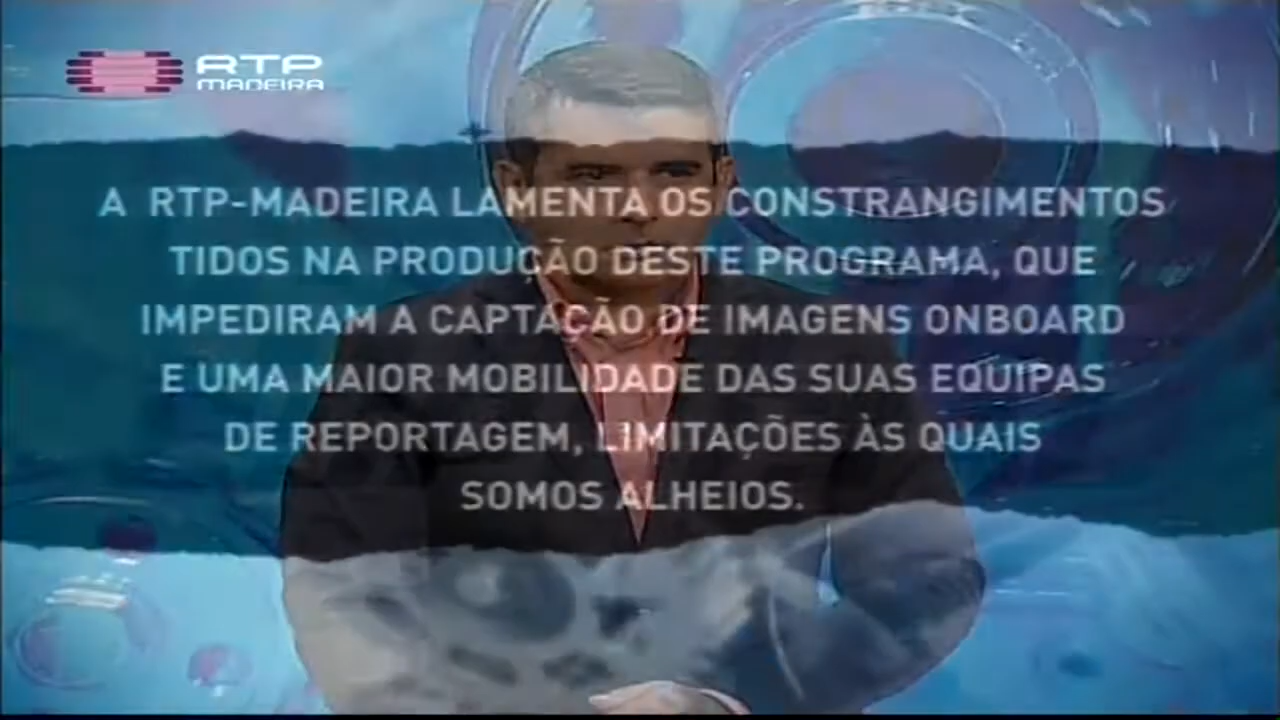 RTP
MADEIRA
A RTP-MADEIRA LAMENTA OS CONSTRANGIMENTOS
TIDOS NA PRODUÇÃO DESTE PROGRAMA, QUE
IMPEDIRAM A CAPTAÇÃO DE IMAGENS ONBOARD
E UMA MAIOR MOBILIDADE DAS SUAS EQUIPAS
DE REPORTAGEM, LIMITAÇÕES ÀS QUAIS
SOMOS ALHEIOS.